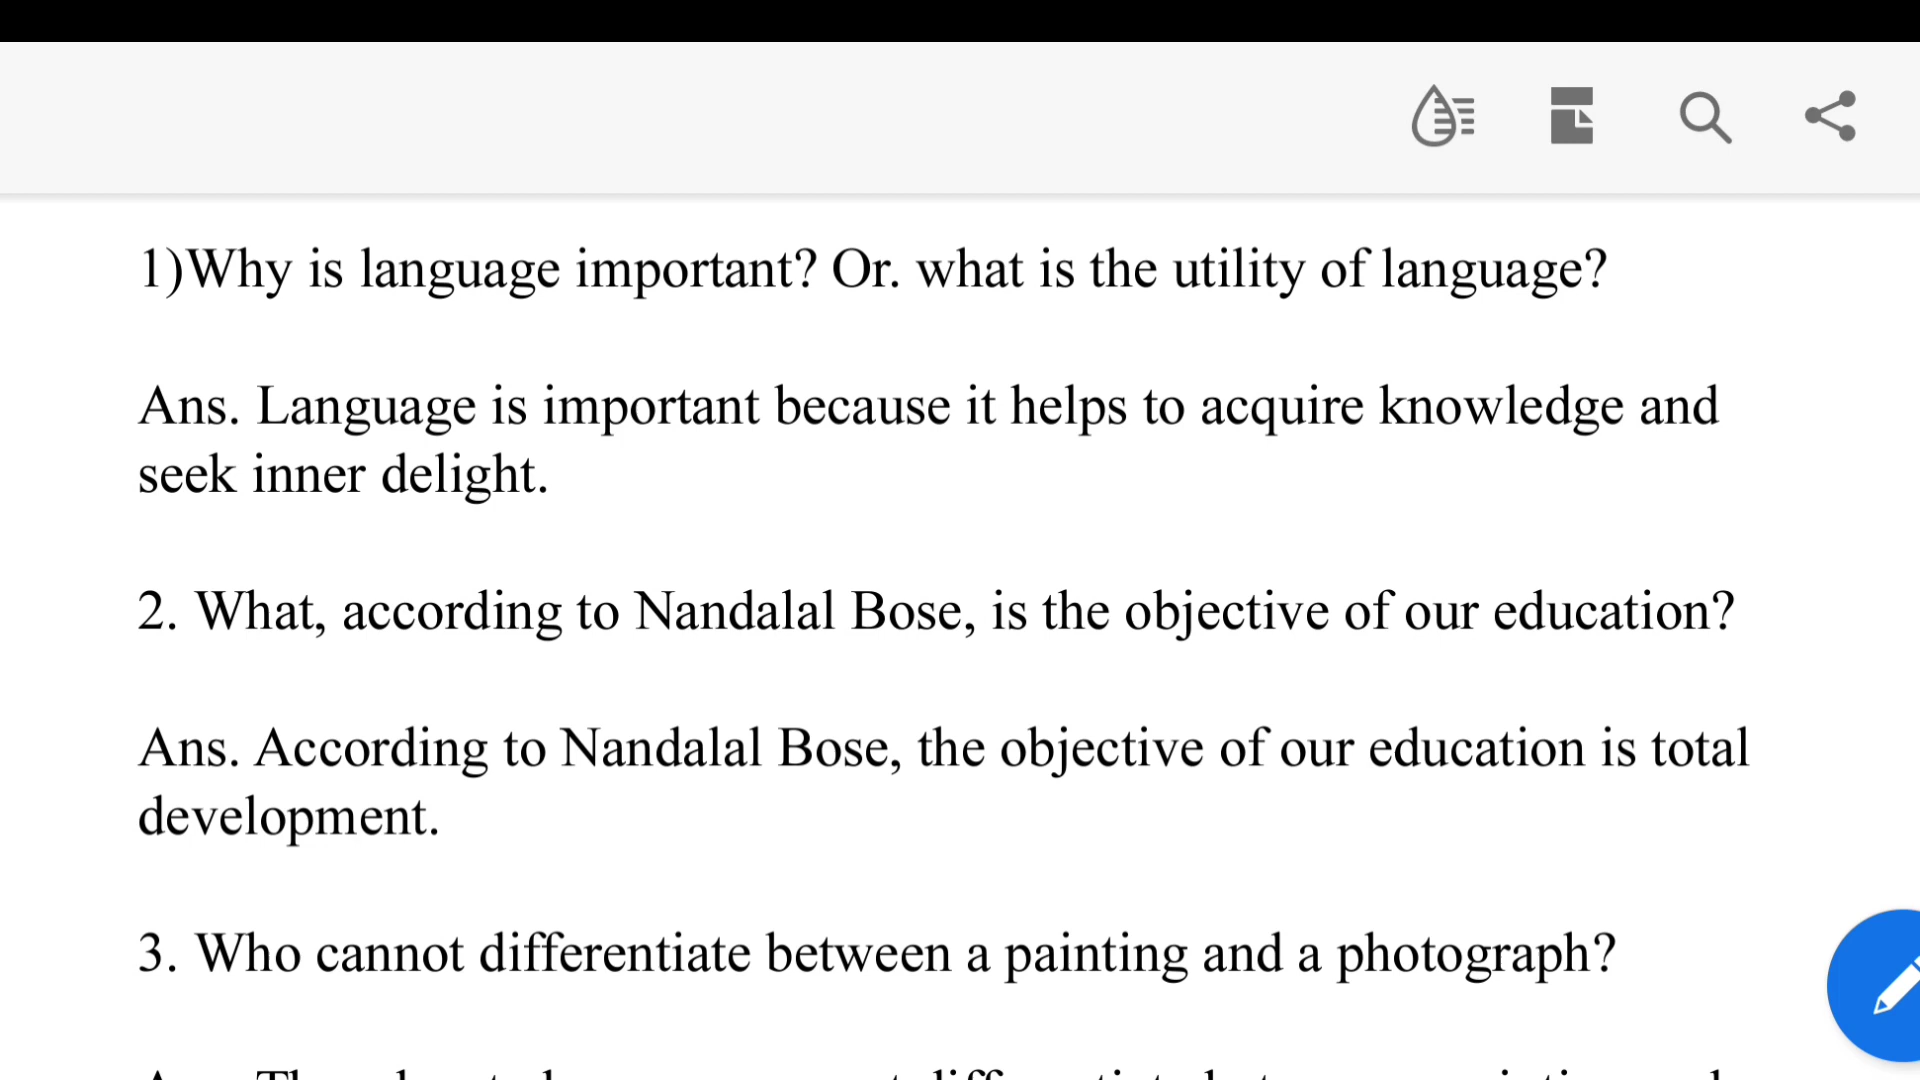 1)Why is language important? Or. what is the utility of language?
Ans. Language is important because it helps to acquire knowledge and
seek inner delight.
2. What, according to Nandalal Bose, is the objective of our education?
Ans. According to Nandalal Bose, the objective of our education is total
development.
3. Who cannot differentiate between a painting and a photograph?